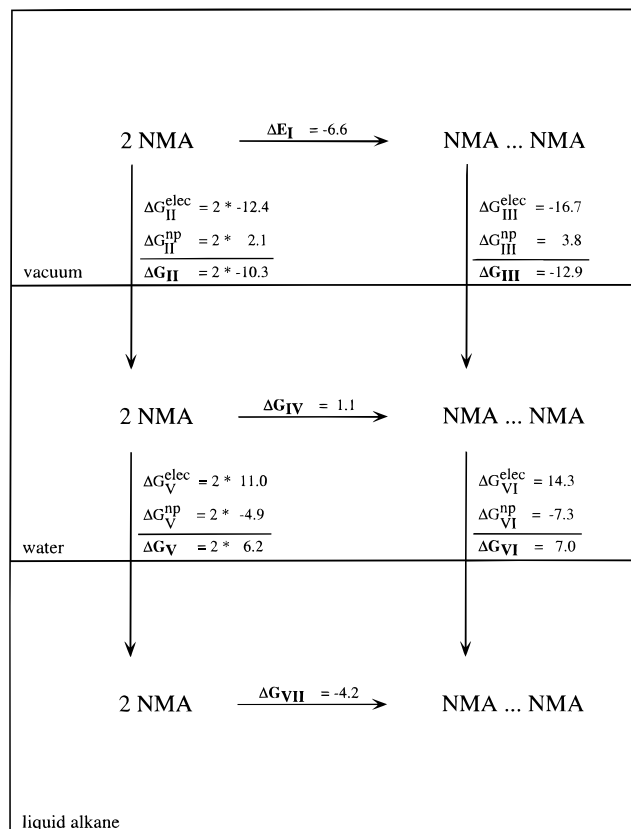 ΔE_I = -6.6
2 NMA NMA ... NMA
ΔG_II^elec = 2 * -12.4
ΔG_II^np = 2 * 2.1
ΔG_II = 2 * -10.3
ΔG_III^elec = -16.7
ΔG_III^np = 3.8
ΔG_III = -12.9
vacuum
ΔG_IV = 1.1
2 NMA NMA ... NMA
ΔG_V^elec = 2 * 11.0
ΔG_V^np = 2 * -4.9
ΔG_V = 2 * 6.2
ΔG_VI^elec = 14.3
ΔG_VI^np = -7.3
ΔG_VI = 7.0
water
ΔG_VII = -4.2
2 NMA NMA ... NMA
liquid alkane